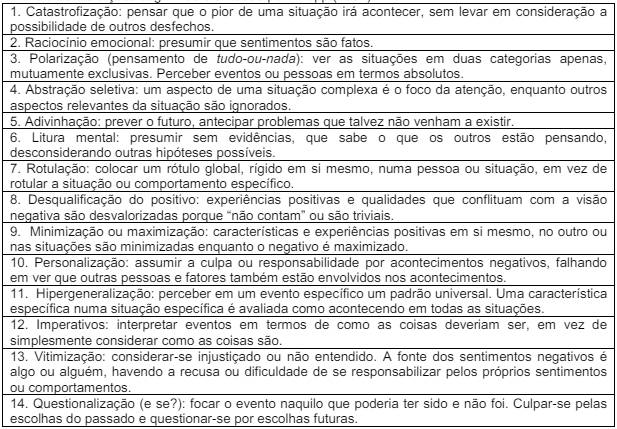 1. Catastrofização: pensar que o pior de uma situação irá acontecer, sem levar em consideração a
possibilidade de outros desfechos.
2. Raciocínio emocional: presumir que sentimentos são fatos.
3. Polarização (pensamento de tudo-ou-nada): ver as situações em duas categorias apenas,
mutuamente exclusivas. Perceber eventos ou pessoas em termos absolutos.
4. Abstração seletiva: um aspecto de uma situação complexa é o foco da atenção, enquanto outros
aspectos relevantes da situação são ignorados.
5. Adivinhação: prever o futuro, antecipar problemas que talvez não venham a existir.
6. Litura mental: presumir sem evidências, que sabe o que os outros estão pensando,
desconsiderando outras hipóteses possíveis.
7. Rotulação: colocar um rótulo global, rígido em si mesmo, numa pessoa ou situação, em vez de
rotular a situação ou comportamento específico.
8. Desqualificação do positivo: experiências positivas e qualidades que conflituam com a visão
negativa são desvalorizadas porque “não contam” ou são triviais.
9. Minimização ou maximização: características e experiências positivas em si mesmo, no outro ou
nas situações são minimizadas enquanto o negativo é maximizado.
10. Personalização: assumir a culpa ou responsabilidade por acontecimentos negativos, falhando
em ver que outras pessoas e fatores também estão envolvidos nos acontecimentos.
11. Hipergeneralização: perceber em um evento específico um padrão universal. Uma característica
específica numa situação específica é avaliada como acontecendo em todas as situações.
12. Imperativos: interpretar eventos em termos de como as coisas deveriam ser, em vez de
simplesmente considerar como as coisas são.
13. Vitimização: considerar-se injustiçado ou não entendido. A fonte dos sentimentos negativos é
algo ou alguém, havendo a recusa ou dificuldade de se responsabilizar pelos próprios sentimentos
ou comportamentos.
14. Questionalização (e se?): focar o evento naquilo que poderia ter sido e não foi. Culpar-se pelas
escolhas do passado e questionar-se por escolhas futuras.